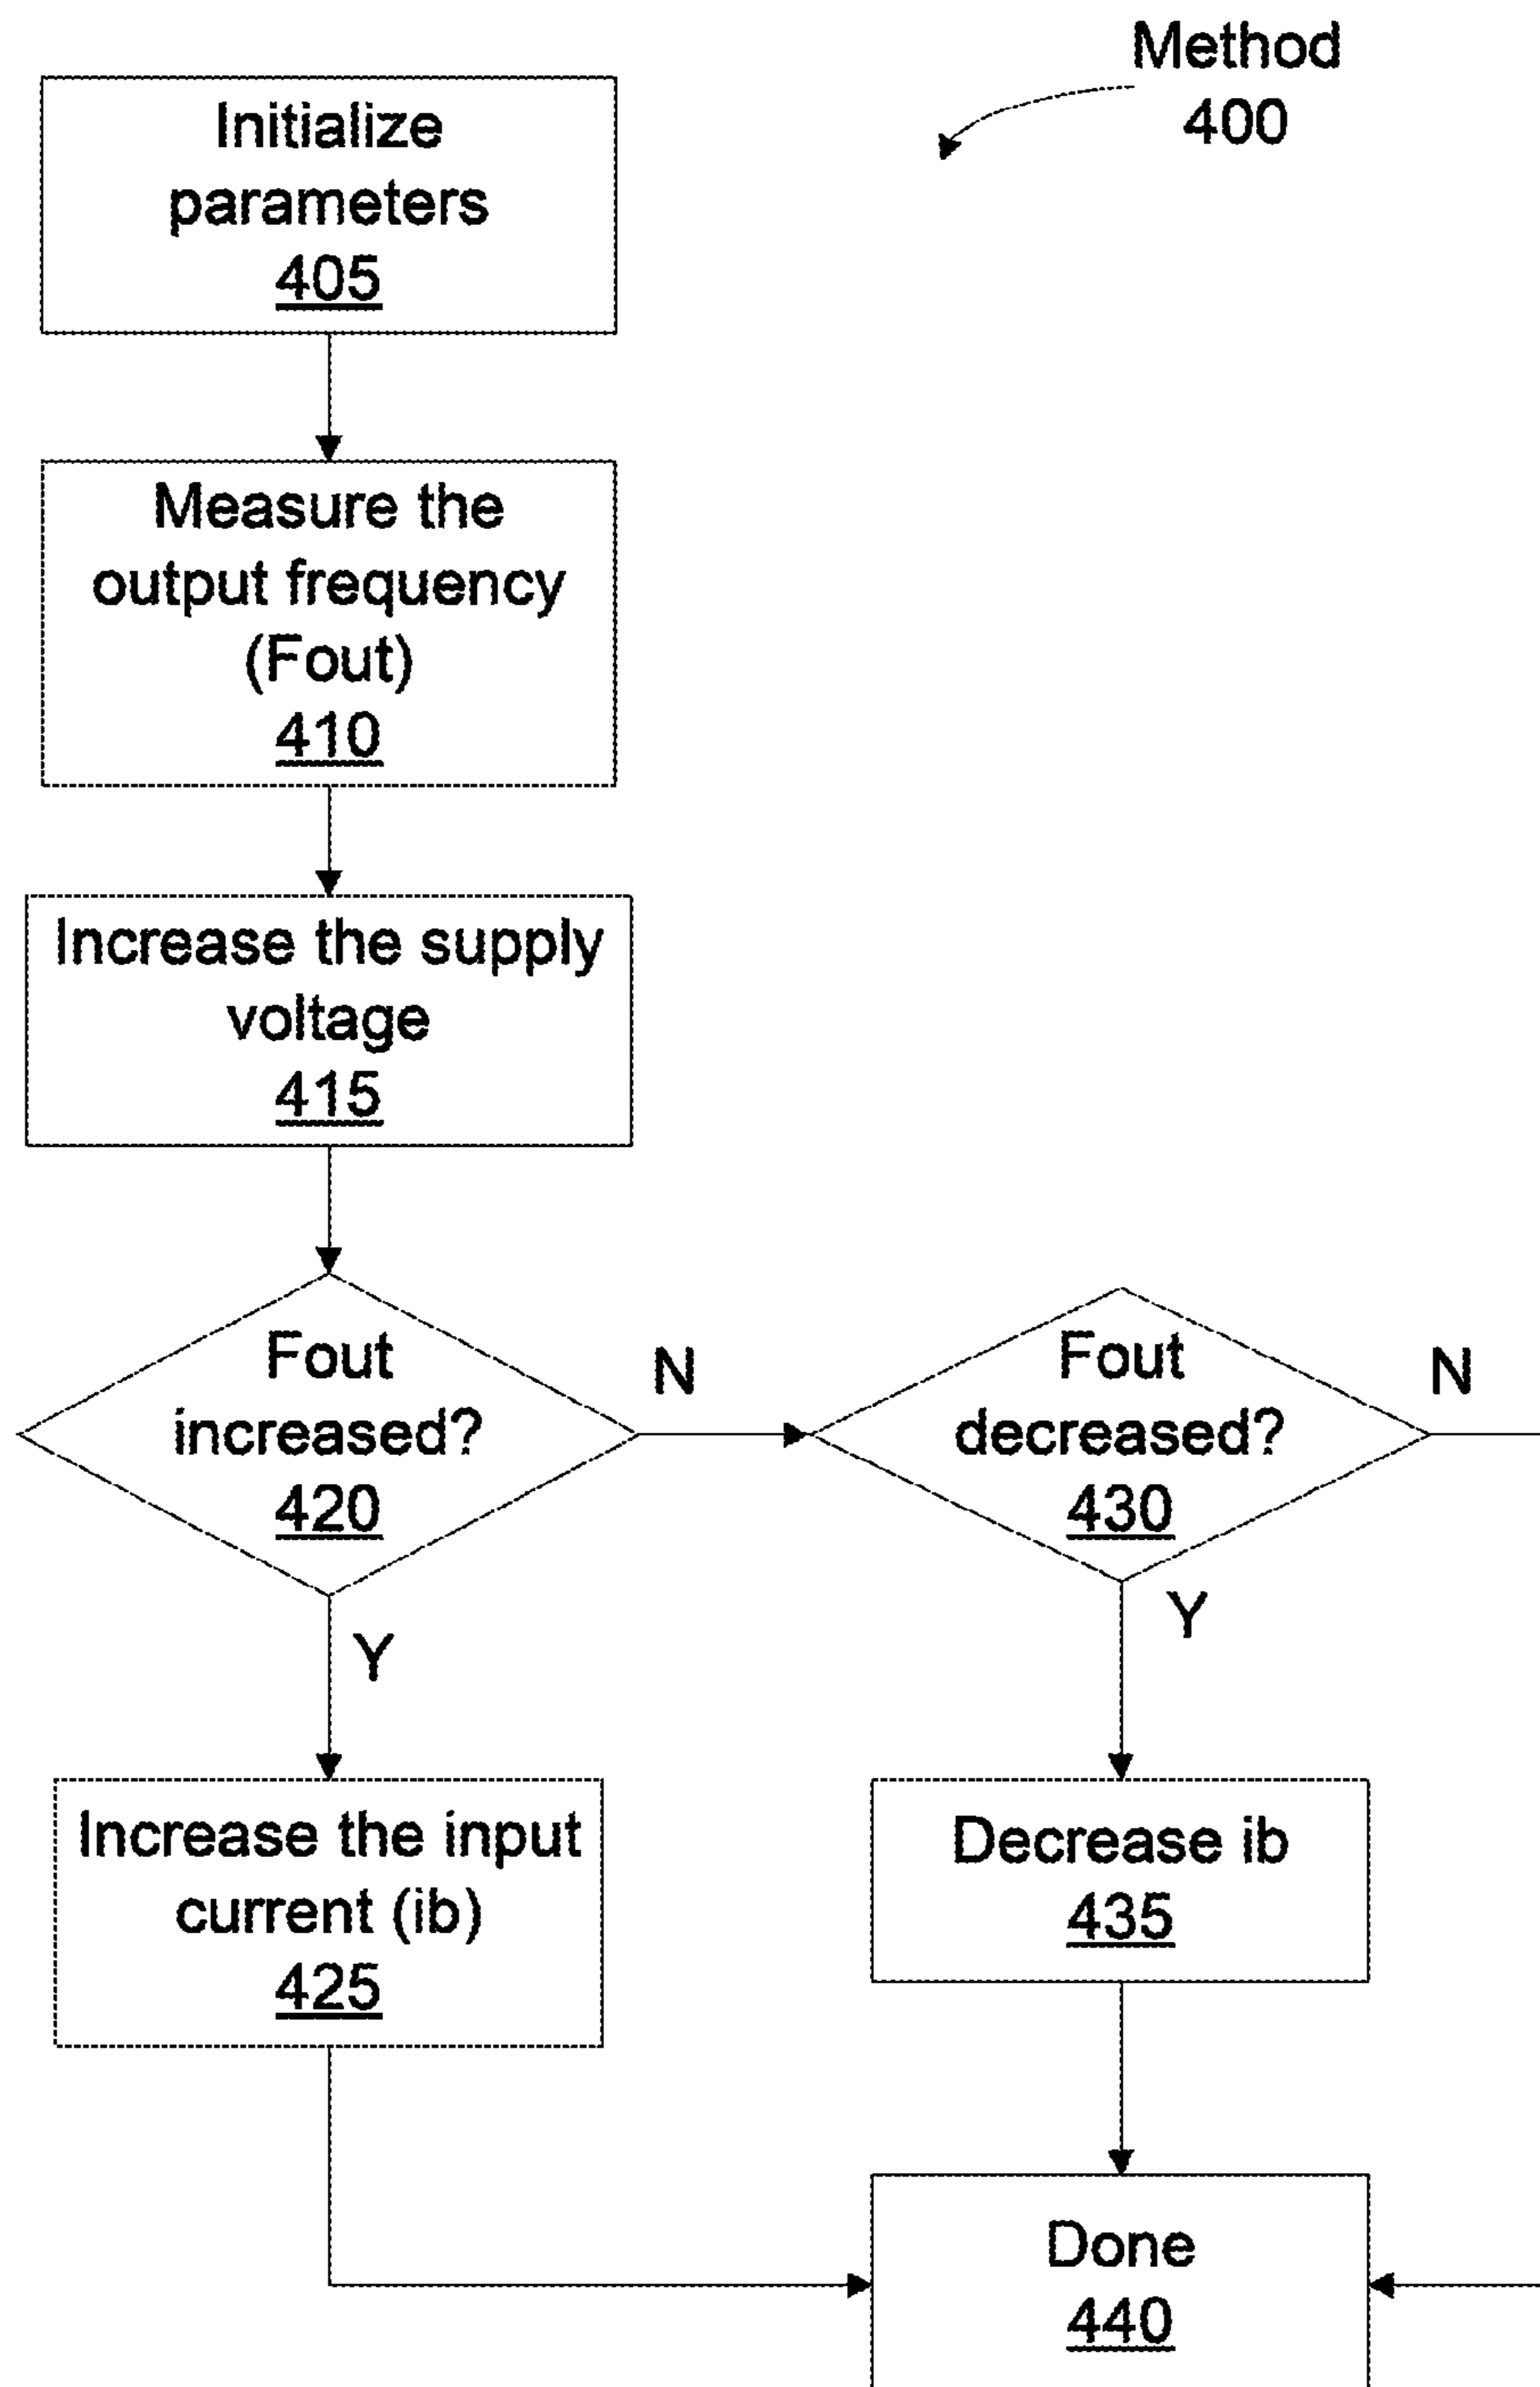 Method
400
Initialize
parameters
405
Measure the
output frequency
(Fout)
410
Increase the supply
voltage
415
Fout
increased?
420
N
Fout
decreased?
430
N
Y
Y
Increase the input
current (ib)
425
Decrease ib
435
Done
440